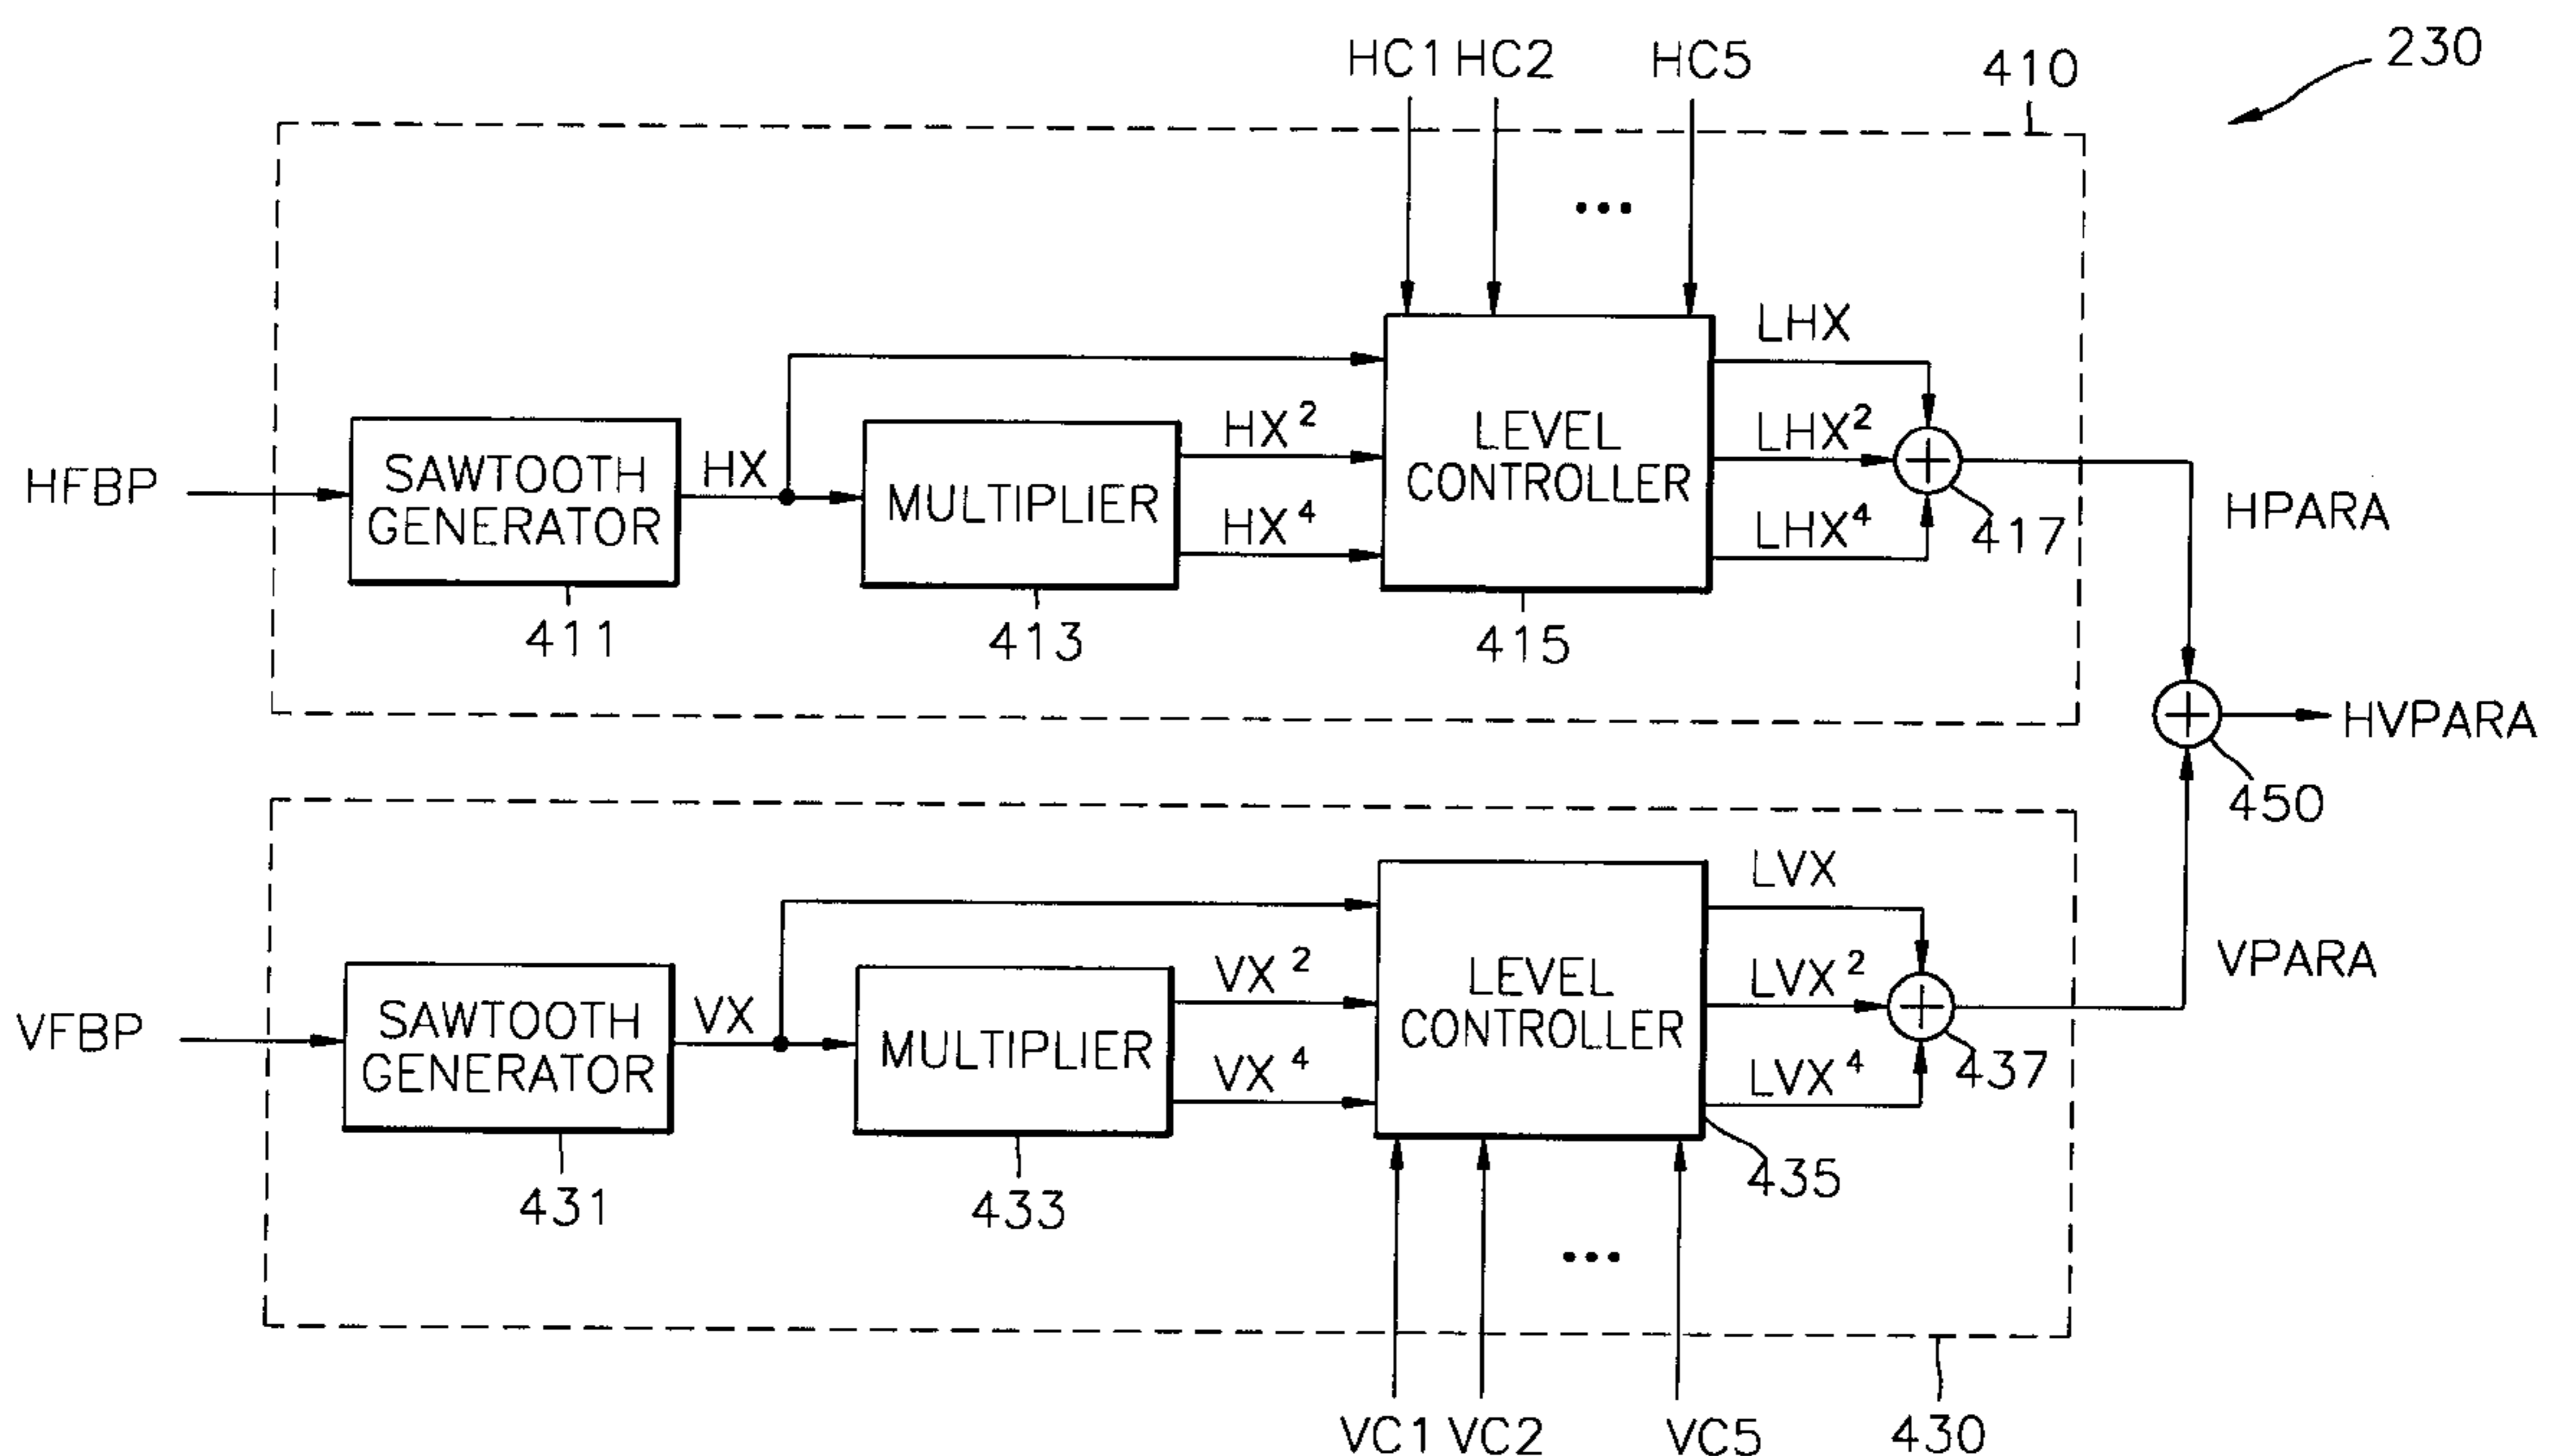 HC1 HC2 HC5 410 230
HFBP
SAWTOOTH
GENERATOR
411
HX
MULTIPLIER
413
HX²
HX⁴
...
LEVEL
CONTROLLER
415
LHX
LHX²
LHX⁴
417
HPARA
HVPARA
450
VFBP
SAWTOOTH
GENERATOR
431
VX
MULTIPLIER
433
VX²
VX⁴
LEVEL
CONTROLLER
435
LVX
LVX²
LVX⁴
437
VPARA
...
VC1 VC2 VC5 430